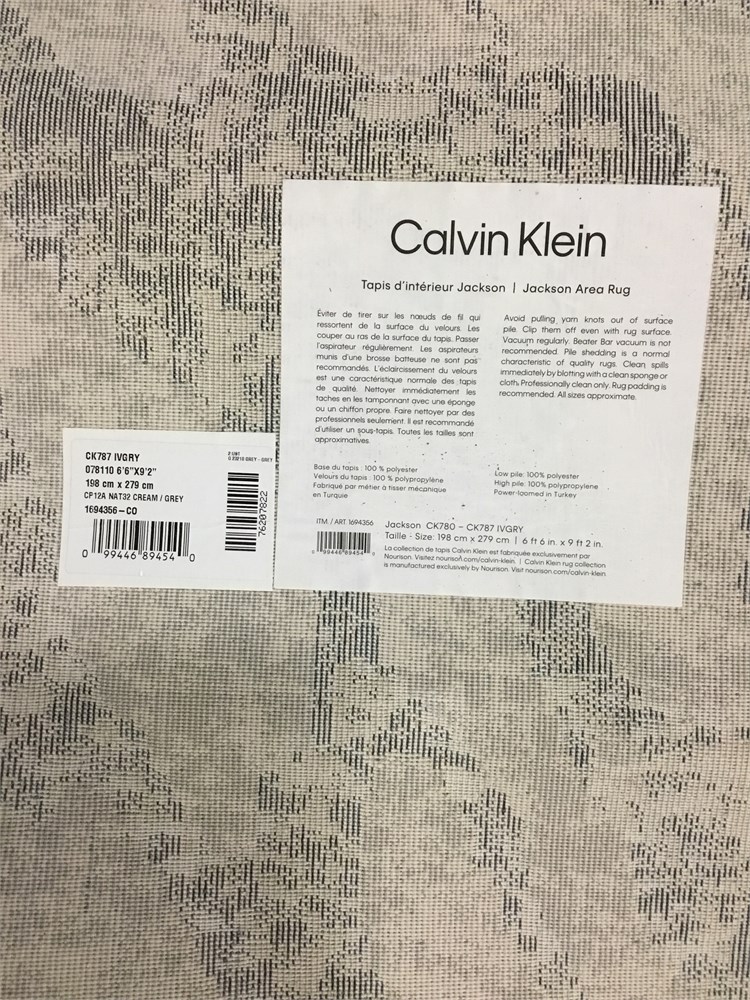 Calvin Klein
Tapis d'intérieur Jackson | Jackson Area Rug
Éviter de tirer sur les nœuds de fil qui
ressortent de la surface du velours. Les
couper au ras de la surface du tapis. Passer
l'aspirateur régulièrement. Les aspirateurs
munis d'une brosse batteuse ne sont pas
recommandés. L'éclaircissement du velours
est une caractéristique normale des tapis
de qualité. Nettoyer immédiatement les
taches en les tamponnant avec une éponge
ou un chiffon propre. Faire nettoyer par des
professionnels seulement. Il est recommandé
d'utiliser un sous-tapis. Toutes les tailles sont
approximatives.
Avoid pulling yarn knots out of surface
pile. Clip them off even with rug surface.
Vacuum regularly. Beater Bar vacuum is not
recommended. Pile shedding is a normal
characteristic of quality rugs. Clean spills
immediately by blotting with a clean sponge or
cloth. Professionally clean only. Rug padding is
recommended. All sizes approximate.
Base du tapis : 100 % polyester
Velours du tapis : 100 % polypropylène
Fabriqué par métier à tisser mécanique
en Turquie
Low pile: 100% polyester
High pile: 100% polypropylene
Power-loomed in Turkey
ITM. / ART. 1694356
Jackson CK780 - CK787 IVGRY
Taille - Size: 198 cm x 279 cm | 6 ft 6 in. x 9 ft 2 in.
0 99446 89454 0
La collection de tapis Calvin Klein est fabriquée exclusivement par
Nourison. Visitez nourison.com/calvin-klein. | Calvin Klein rug collection
is manufactured exclusively by Nourison. Visit nourison.com/calvin-klein
CK787 IVGRY
078110 6'6"X9'2"
198 cm x 279 cm
CP12A NAT32 CREAM / GREY
1694356-CO
0 99446 89454 0
76207822